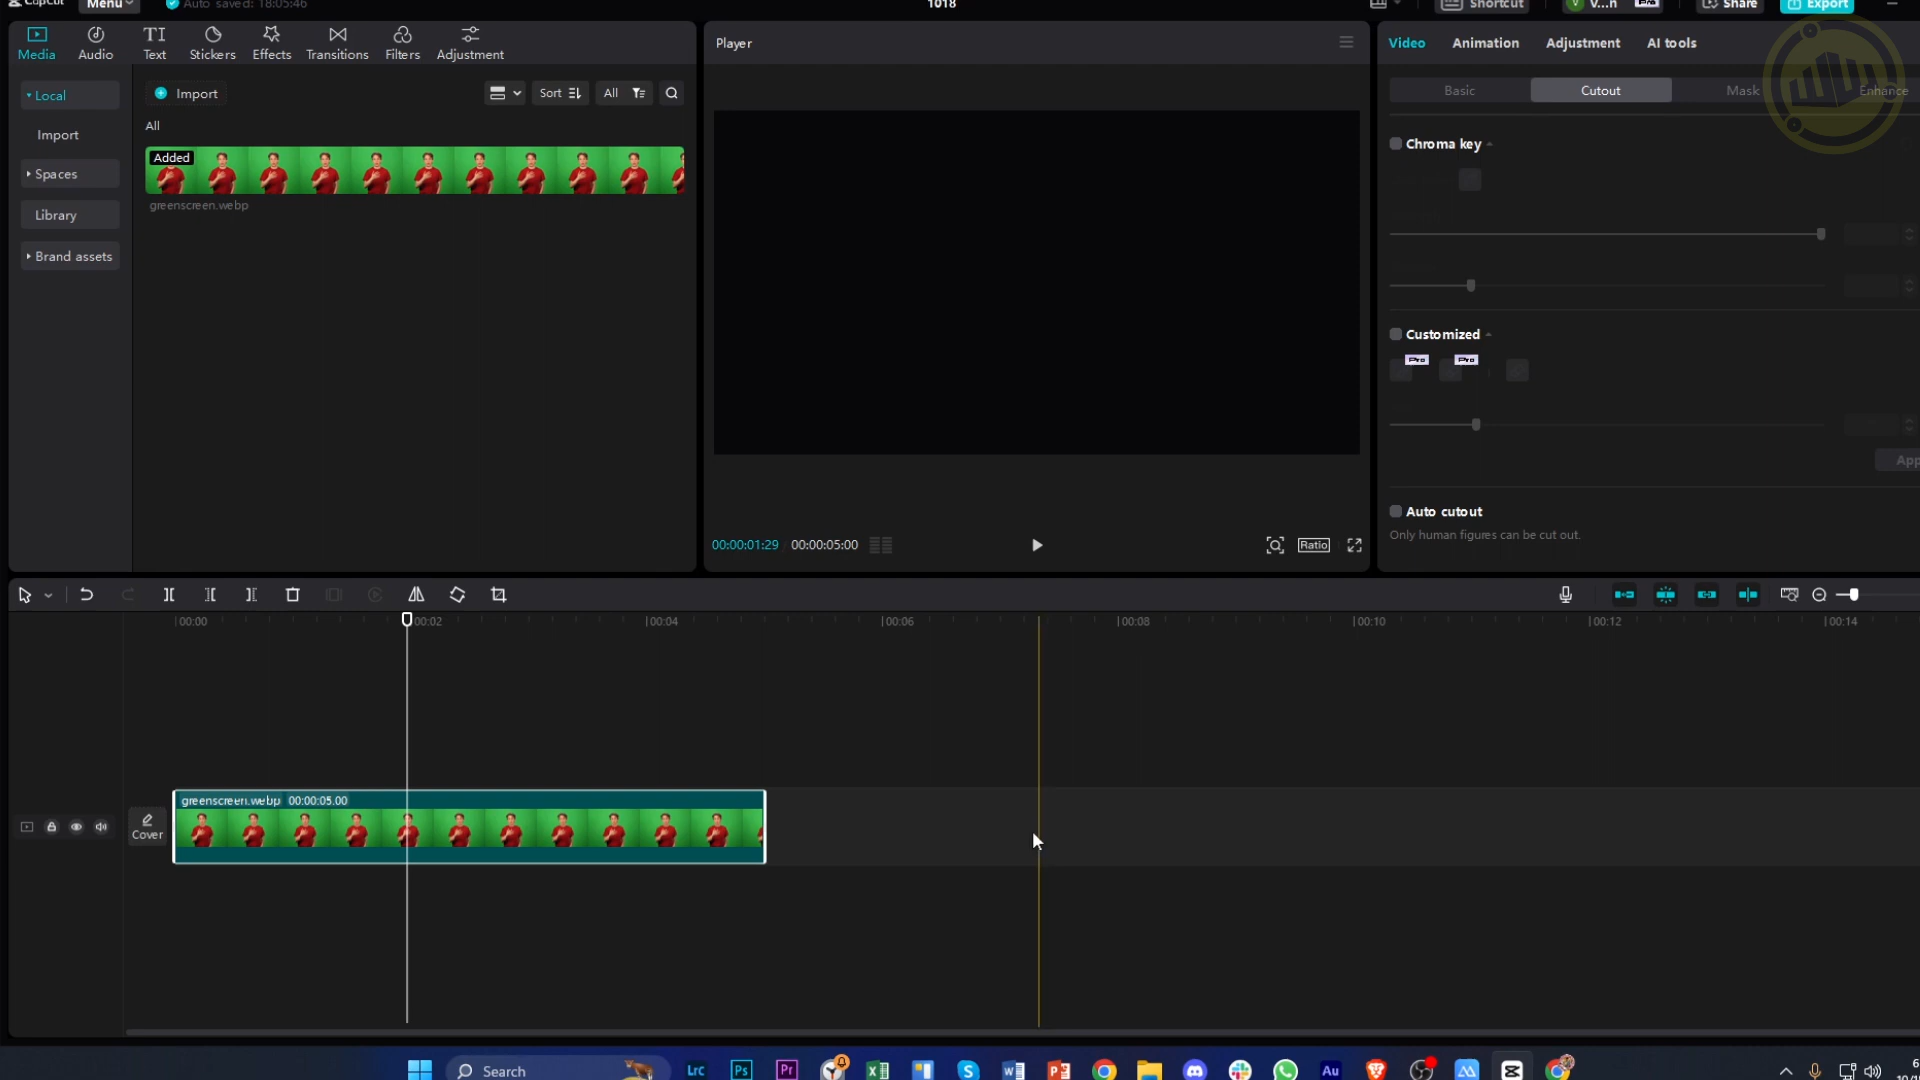 CapCut Menu Auto saved: 18:05:46 1018 Shortcut V...n Pro Share Export
Media Audio Text Stickers Effects Transitions Filters Adjustment
Local
Import
Spaces
Library
Brand assets
Import Sort All
All
Added
greenscreen.webp
Player
00:00:01:29 00:00:05:00
Ratio
Video Animation Adjustment AI tools
Basic Cutout Mask Enhance
Chroma key
Customized
Pro Pro
App
Auto cutout
Only human figures can be cut out.
00:00 00:02 00:04 00:06 00:08 00:10 00:12 00:14
Cover
greenscreen.webp 00:00:05:00
Search Lrc Ps Pr Au